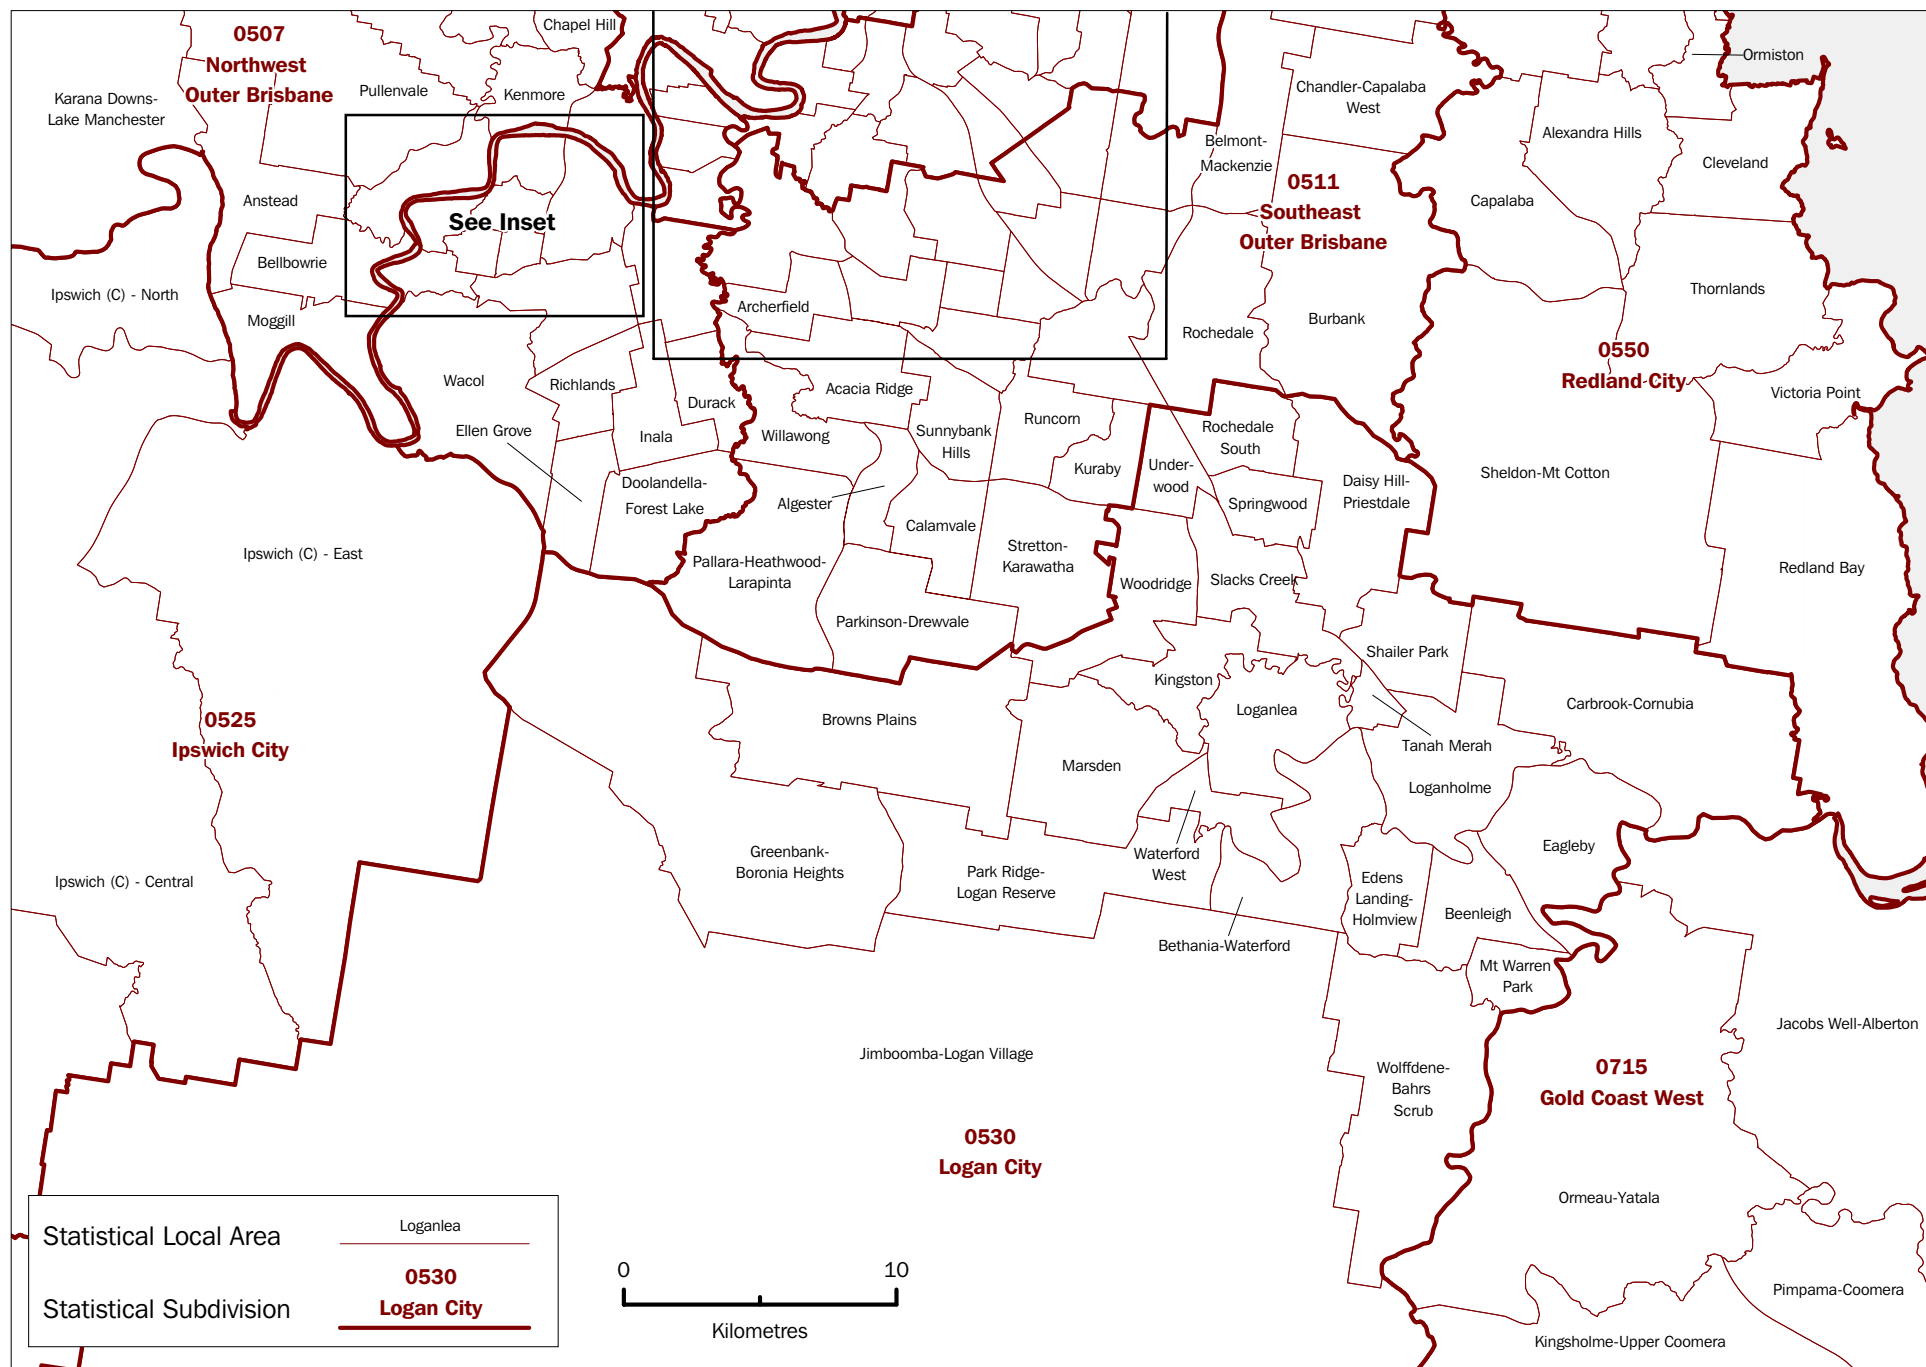 0507
Northwest
Outer Brisbane
Chapel Hill
Ormiston
Karana Downs-
Lake Manchester
Pullenvale
Kenmore
Chandler-Capalaba
West
Alexandra Hills
Belmont-
Mackenzie
Cleveland
0511
Southeast
Outer Brisbane
Anstead
See Inset
Capalaba
Bellbowrie
Ipswich (C) - North
Moggill
Archerfield
Rochedale
Burbank
Thornlands
0550
Redland City
Wacol
Richlands
Durack
Acacia Ridge
Victoria Point
Ellen Grove
Inala
Willawong
Sunnybank
Hills
Runcorn
Rochedale
South
Kuraby
Under-
wood
Sheldon-Mt Cotton
Doolandella-
Forest Lake
Algester
Springwood
Daisy Hill-
Priestdale
Calamvale
Ipswich (C) - East
Pallara-Heathwood-
Larapinta
Stretton-
Karawatha
Woodridge
Slacks Creek
Redland Bay
Parkinson-Drewvale
Shailer Park
Kingston
Loganlea
Carbrook-Cornubia
0525
Ipswich City
Browns Plains
Tanah Merah
Marsden
Loganholme
Greenbank-
Boronia Heights
Park Ridge-
Logan Reserve
Waterford
West
Eagleby
Ipswich (C) - Central
Edens
Landing-
Holmview
Beenleigh
Bethania-Waterford
Mt Warren
Park
Jacobs Well-Alberton
Jimboomba-Logan Village
Wolffdene-
Bahrs
Scrub
0715
Gold Coast West
0530
Logan City
Ormeau-Yatala
Statistical Local Area
Loganlea
0530
Logan City
Statistical Subdivision
0
10
Kilometres
Pimpama-Coomera
Kingsholme-Upper Coomera